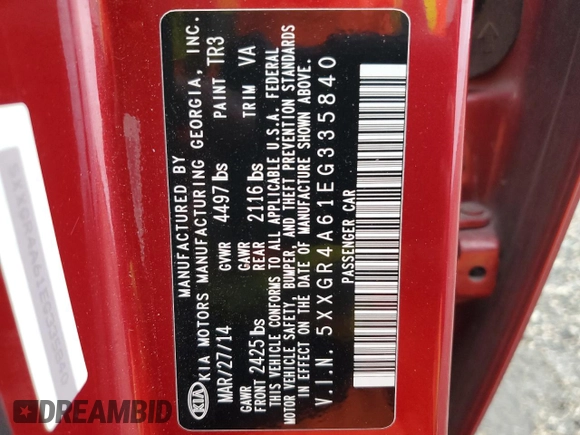 MANUFACTURED BY
KIA KIA MOTORS MANUFACTURING GEORGIA, INC.
MAR/27/14 GVWR 4497 lbs PAINT TR3
GAWR FRONT 2425 lbs GAWR REAR 2116 lbs TRIM VA
THIS VEHICLE CONFORMS TO ALL APPLICABLE U.S.A. FEDERAL
MOTOR VEHICLE SAFETY, BUMPER, AND THEFT PREVENTION STANDARDS
IN EFFECT ON THE DATE OF MANUFACTURE SHOWN ABOVE.
V.I.N. 5XXGR4A61EG335840
PASSENGER CAR
DREAMBID